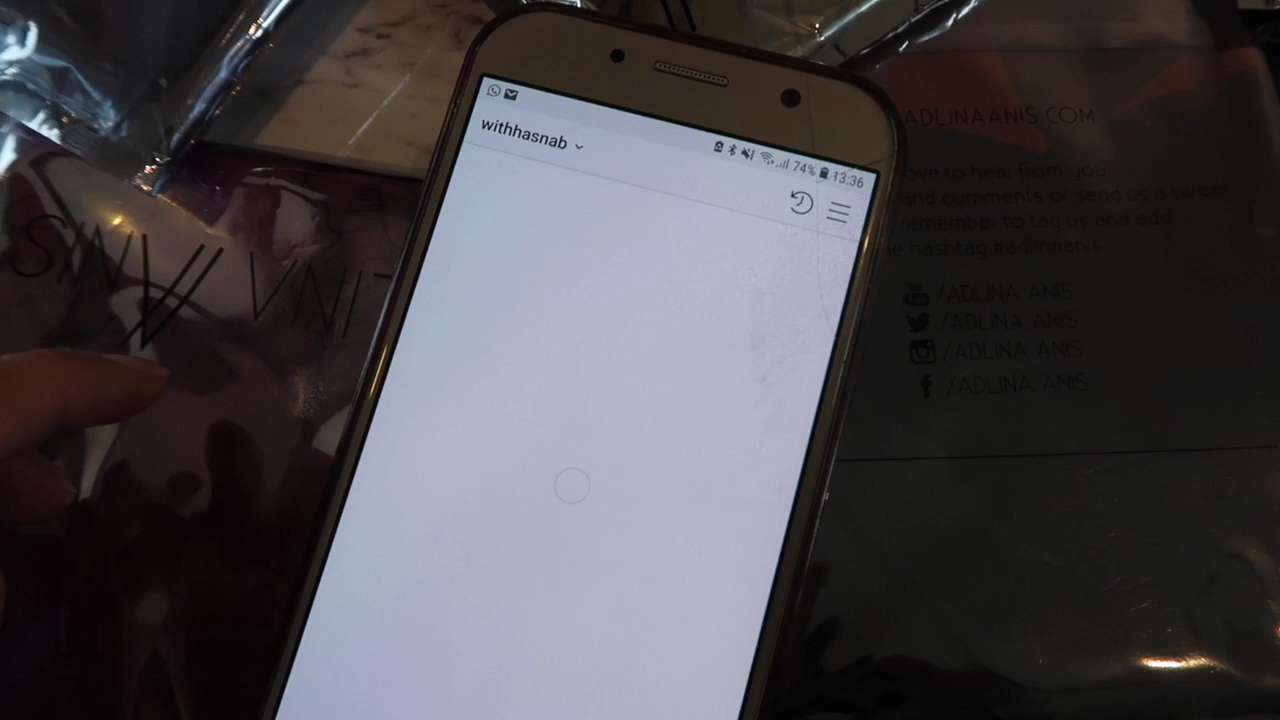 withhasnab
74% 13:36
ADLINAANIS COM
ove to hear from you
and comments or send us a tweet
remember to tag us and add
e hashtag #adlinaanis
/ADLINA ANIS
/ADLINA ANIS
/ADLINA ANIS
/ADLINA ANIS